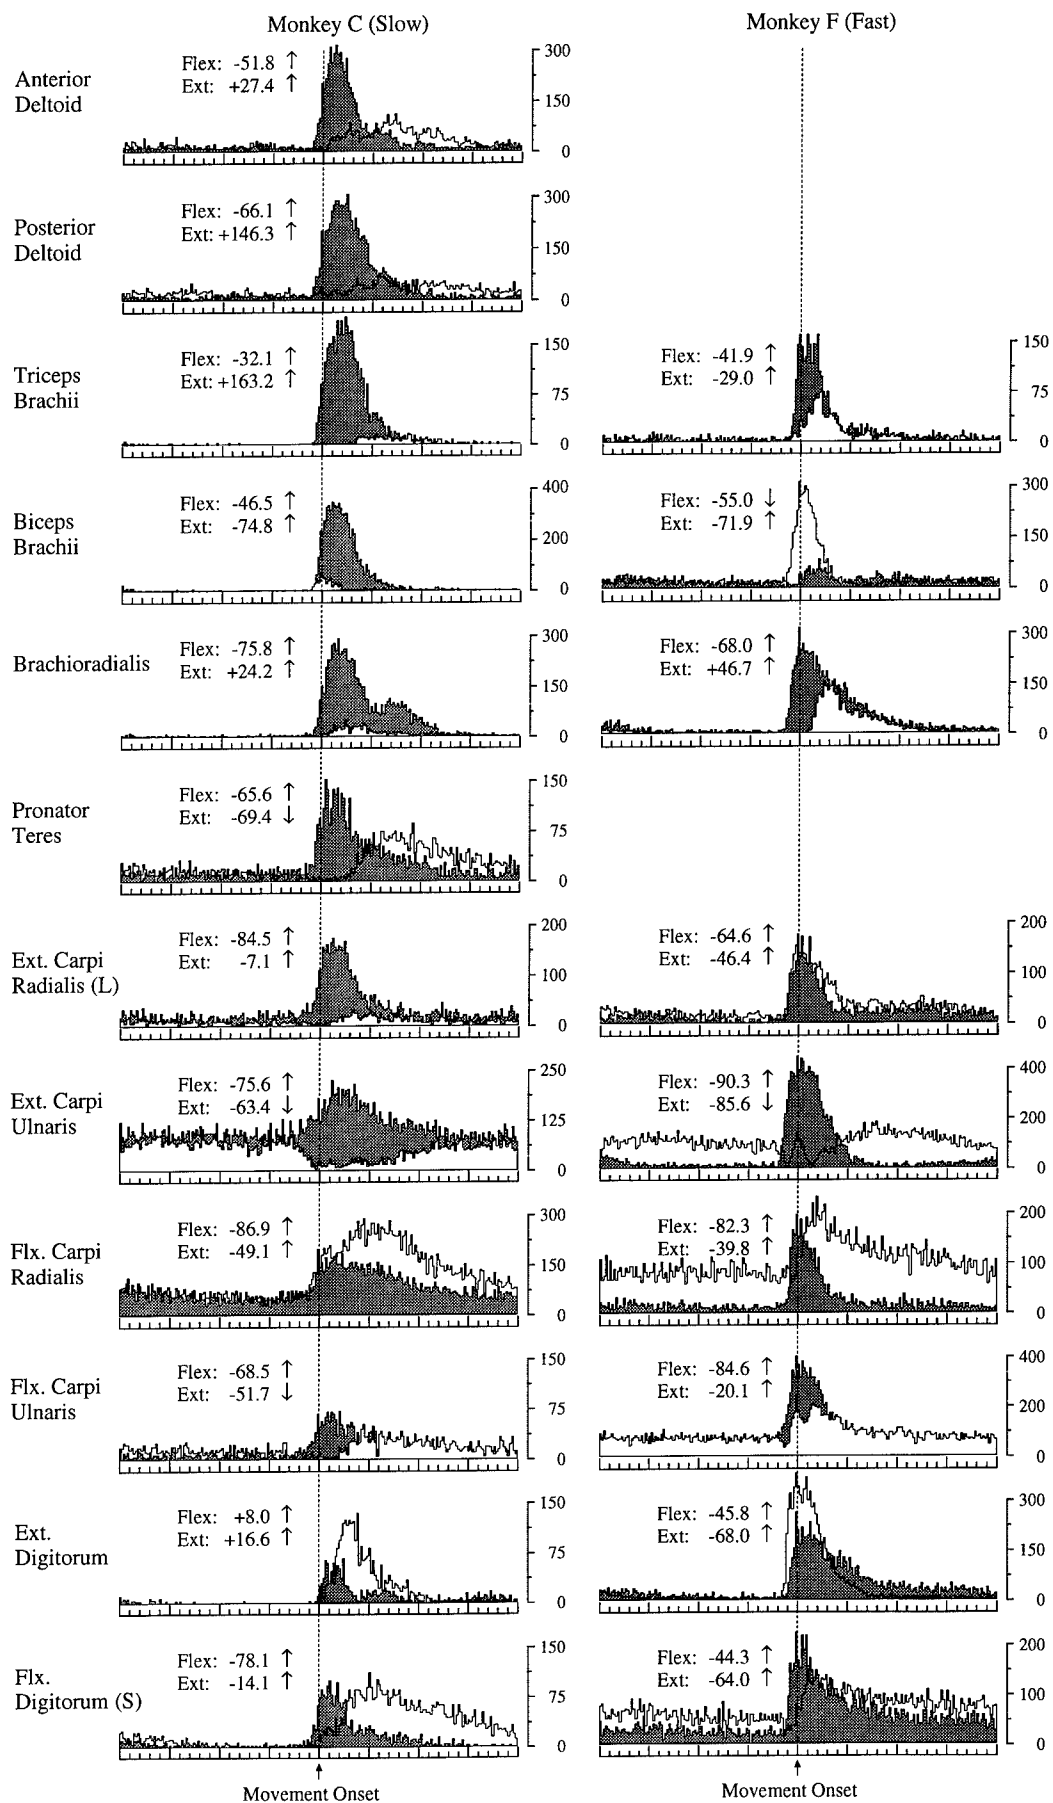 Monkey C (Slow)
Monkey F (Fast)
Anterior
Deltoid
Flex: -51.8 ↑
Ext: +27.4 ↑
300
150
0
Posterior
Deltoid
Flex: -66.1 ↑
Ext: +146.3 ↑
300
150
0
Triceps
Brachii
Flex: -32.1 ↑
Ext: +163.2 ↑
150
75
0
Flex: -41.9 ↑
Ext: -29.0 ↑
150
75
0
Biceps
Brachii
Flex: -46.5 ↑
Ext: -74.8 ↑
400
200
0
Flex: -55.0 ↓
Ext: -71.9 ↑
300
150
0
Brachioradialis
Flex: -75.8 ↑
Ext: +24.2 ↑
300
150
0
Flex: -68.0 ↑
Ext: +46.7 ↑
300
150
0
Pronator
Teres
Flex: -65.6 ↑
Ext: -69.4 ↓
150
75
0
Ext. Carpi
Radialis (L)
Flex: -84.5 ↑
Ext: -7.1 ↑
200
100
0
Flex: -64.6 ↑
Ext: -46.4 ↑
200
100
0
Ext. Carpi
Ulnaris
Flex: -75.6 ↑
Ext: -63.4 ↓
250
125
0
Flex: -90.3 ↑
Ext: -85.6 ↓
400
200
0
Flx. Carpi
Radialis
Flex: -86.9 ↑
Ext: -49.1 ↑
300
150
0
Flex: -82.3 ↑
Ext: -39.8 ↑
200
100
0
Flx. Carpi
Ulnaris
Flex: -68.5 ↑
Ext: -51.7 ↓
150
75
0
Flex: -84.6 ↑
Ext: -20.1 ↑
400
200
0
Ext.
Digitorum
Flex: +8.0 ↑
Ext: +16.6 ↑
150
75
0
Flex: -45.8 ↑
Ext: -68.0 ↑
300
150
0
Flx.
Digitorum (S)
Flex: -78.1 ↑
Ext: -14.1 ↑
150
75
0
Flex: -44.3 ↑
Ext: -64.0 ↑
200
100
0
Movement Onset
Movement Onset